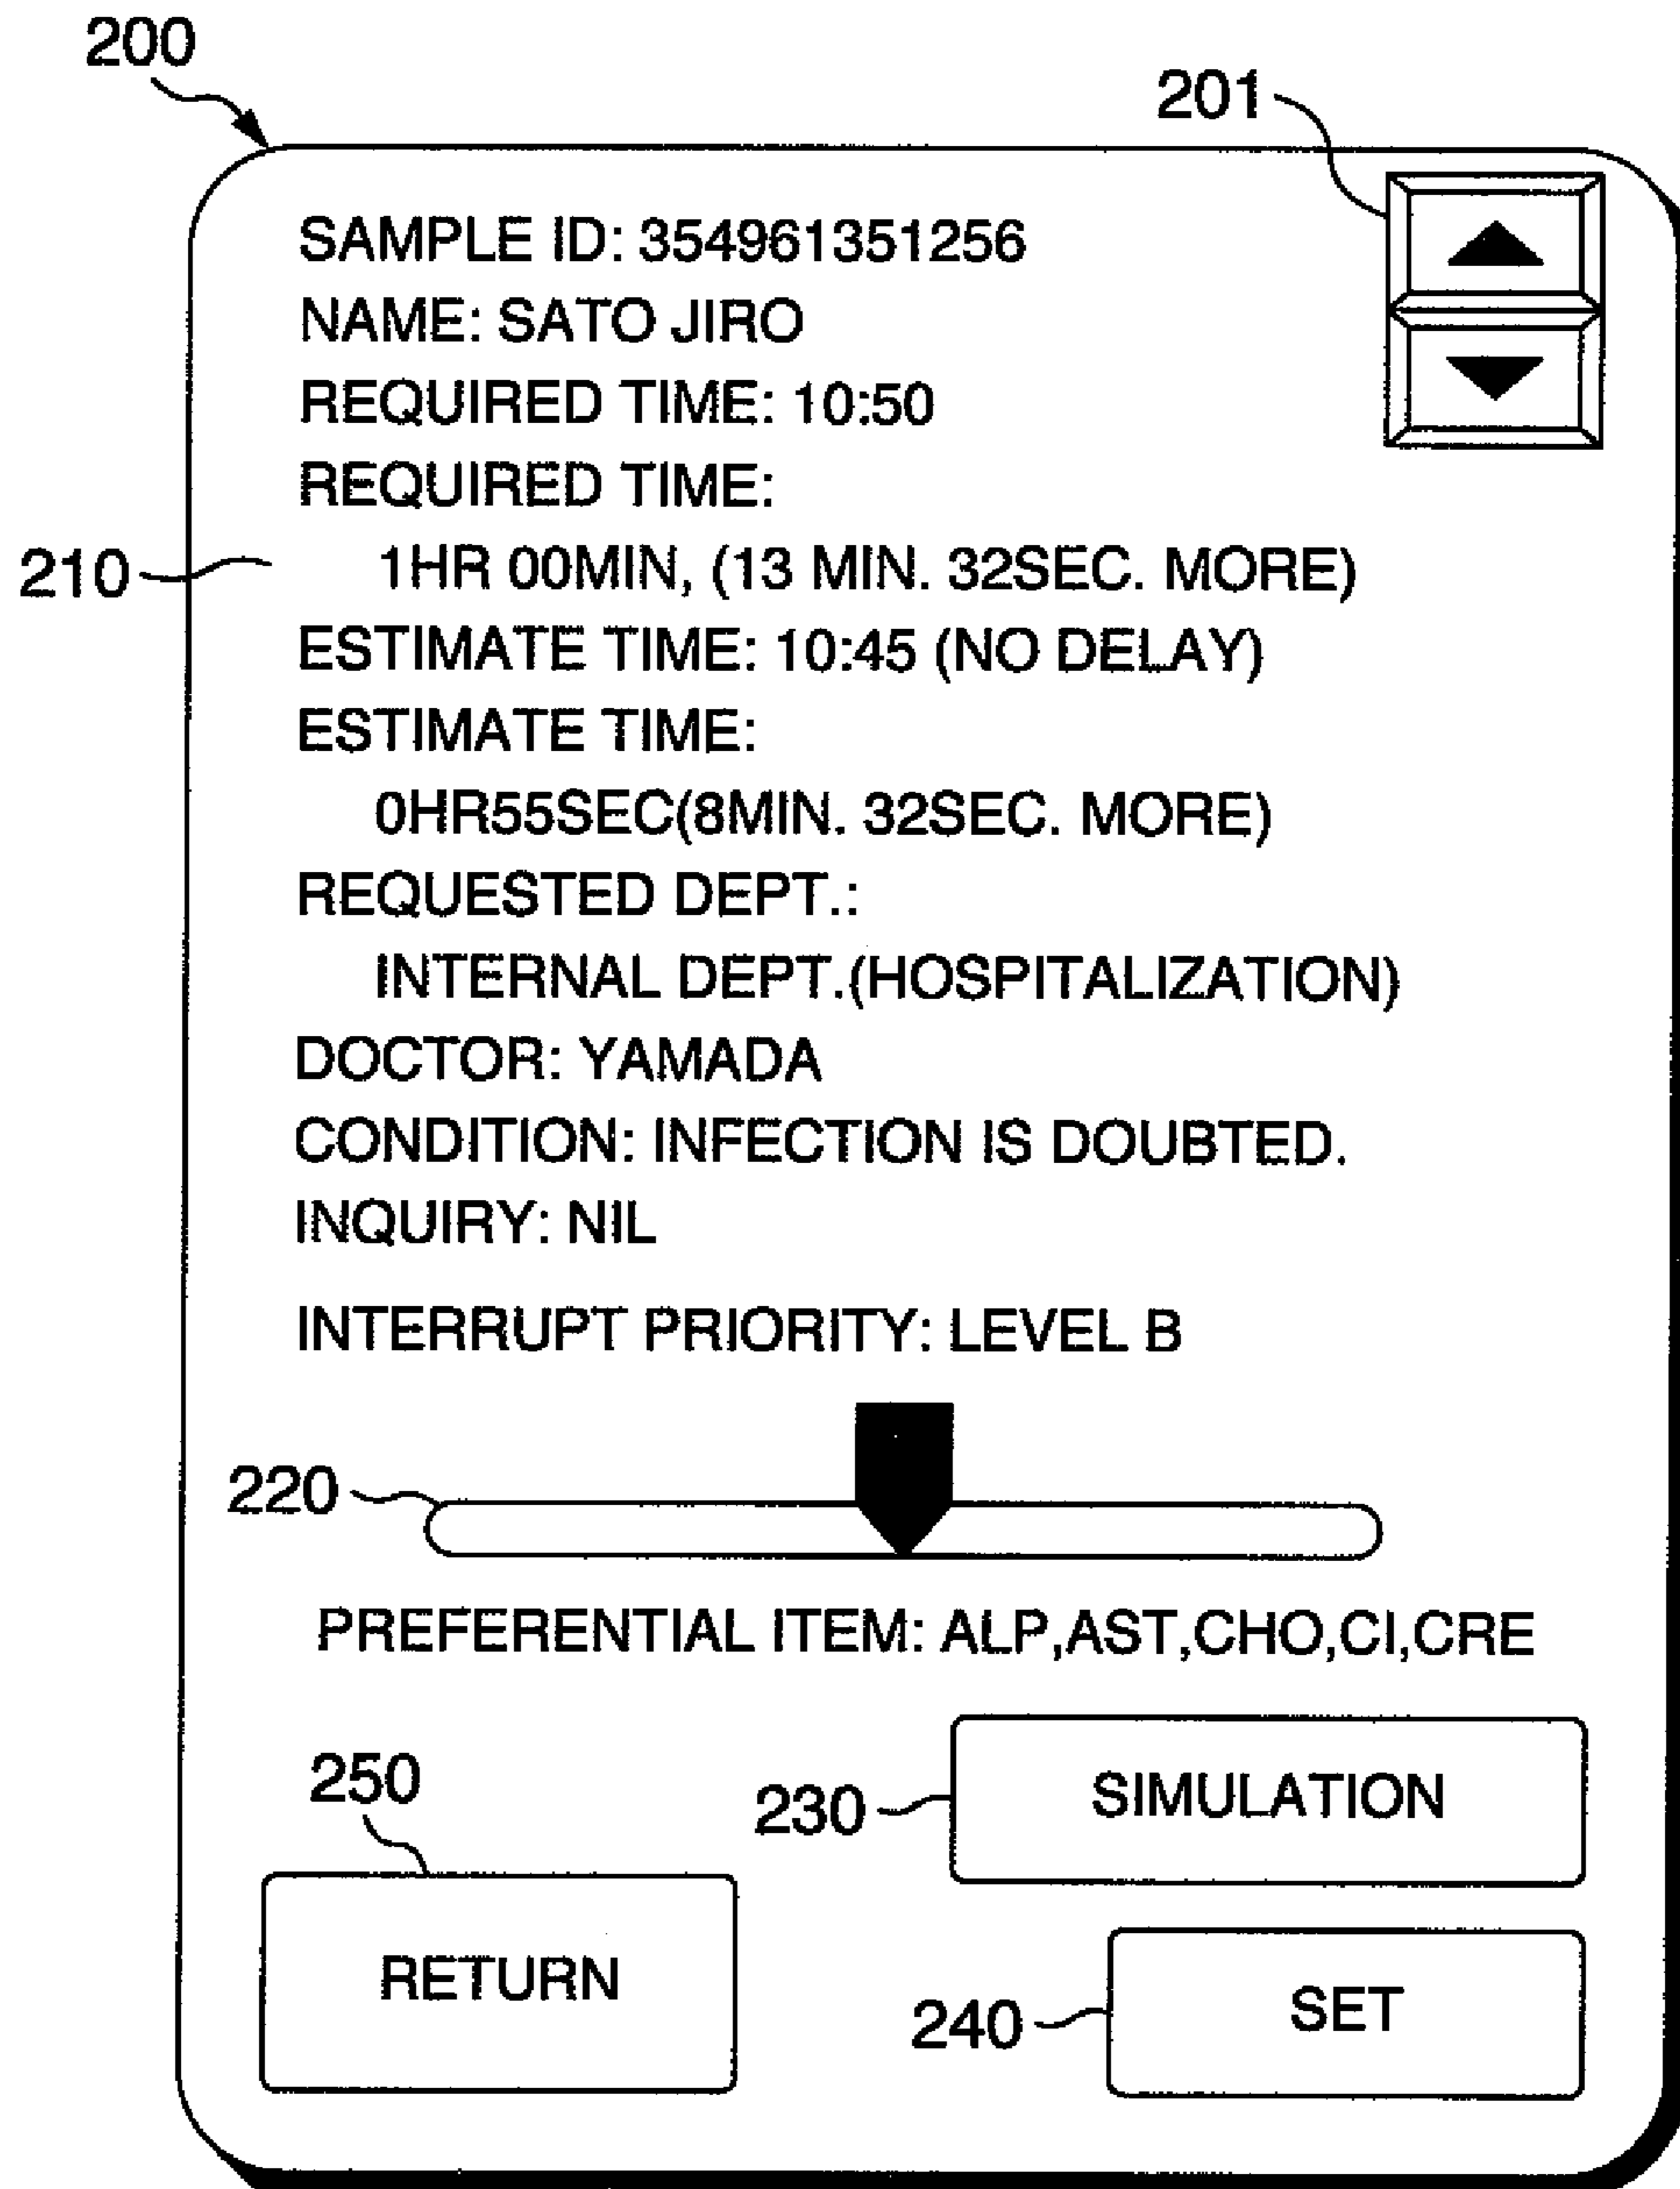 200
201
SAMPLE ID: 354961351256
NAME: SATO JIRO
REQUIRED TIME: 10:50
REQUIRED TIME:
210
1HR 00MIN, (13 MIN. 32SEC. MORE)
ESTIMATE TIME: 10:45 (NO DELAY)
ESTIMATE TIME:
0HR55SEC(8MIN. 32SEC. MORE)
REQUESTED DEPT.:
INTERNAL DEPT.(HOSPITALIZATION)
DOCTOR: YAMADA
CONDITION: INFECTION IS DOUBTED.
INQUIRY: NIL
INTERRUPT PRIORITY: LEVEL B
220
PREFERENTIAL ITEM: ALP,AST,CHO,CI,CRE
250
230
SIMULATION
RETURN
240
SET